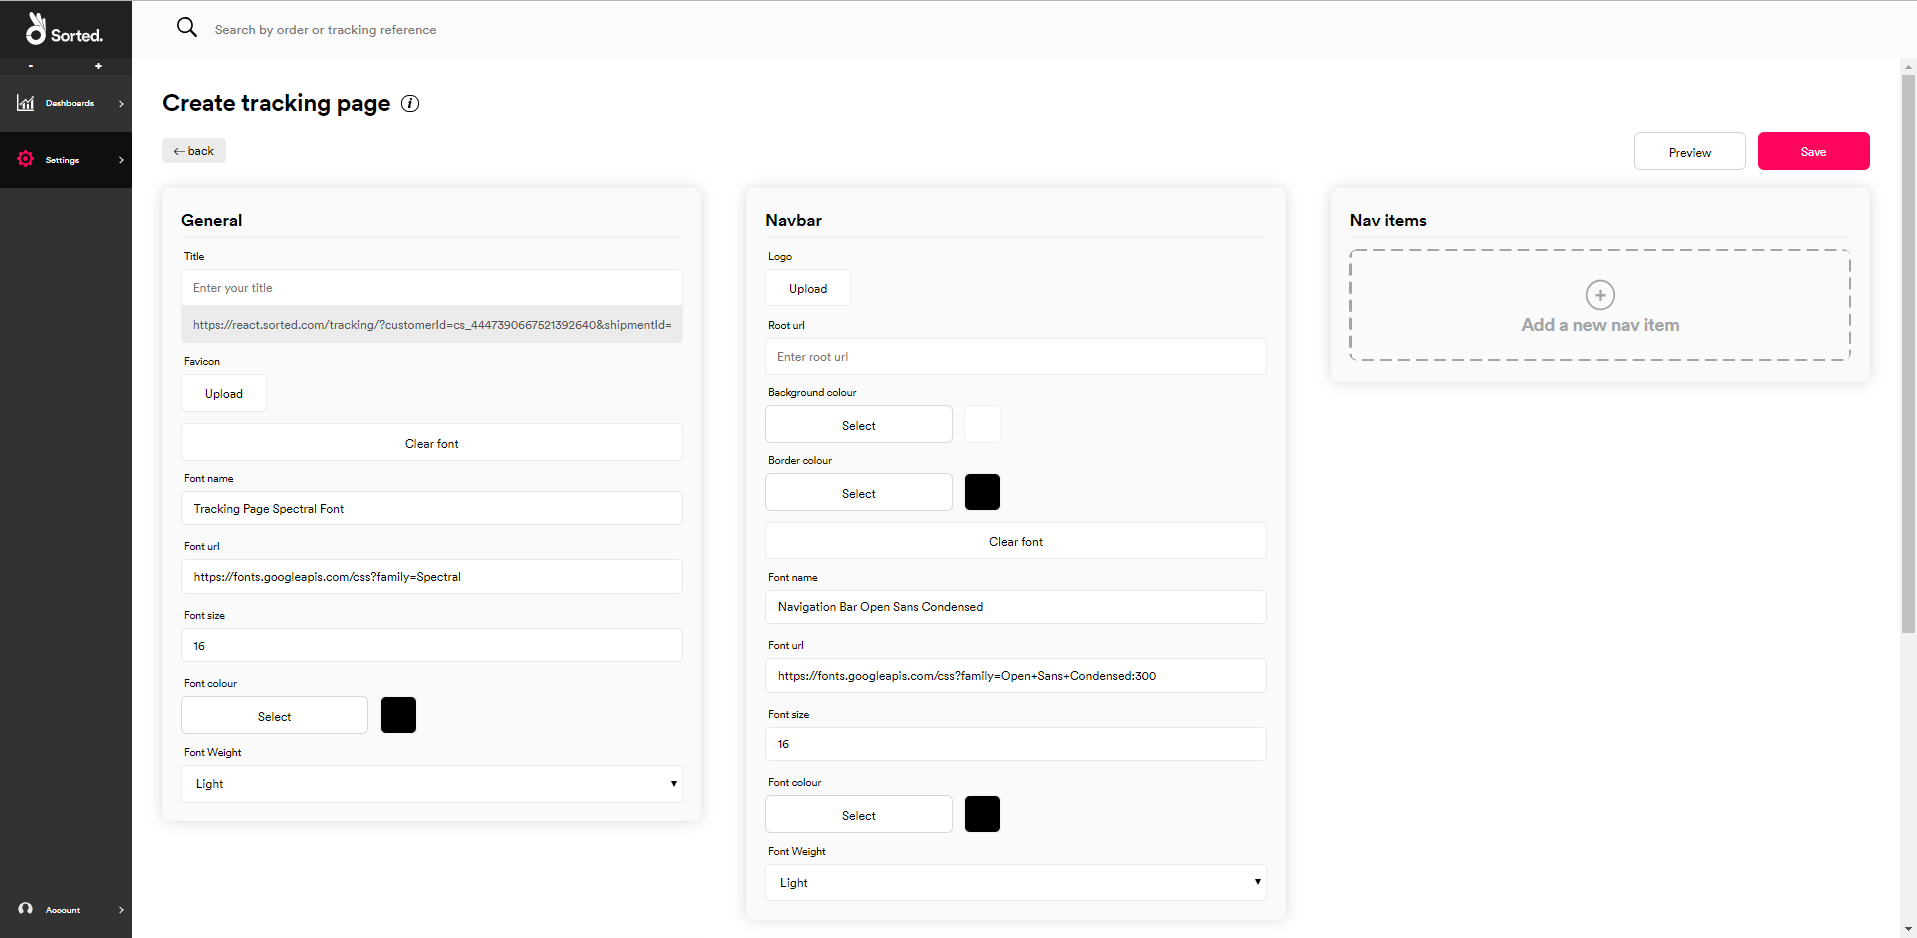 Sorted.
- +
Dashboards
Settings
Account
Search by order or tracking reference
Create tracking page i
← back
Preview
Save
General
Title
Enter your title
https://react.sorted.com/tracking/?customerId=cs_4447390667521392640&shipmentId=
Favicon
Upload
Clear font
Font name
Tracking Page Spectral Font
Font url
https://fonts.googleapis.com/css?family=Spectral
Font size
16
Font colour
Select
Font Weight
Light
Navbar
Logo
Upload
Root url
Enter root url
Background colour
Select
Border colour
Select
Clear font
Font name
Navigation Bar Open Sans Condensed
Font url
https://fonts.googleapis.com/css?family=Open+Sans+Condensed:300
Font size
16
Font colour
Select
Font Weight
Light
Nav items
Add a new nav item